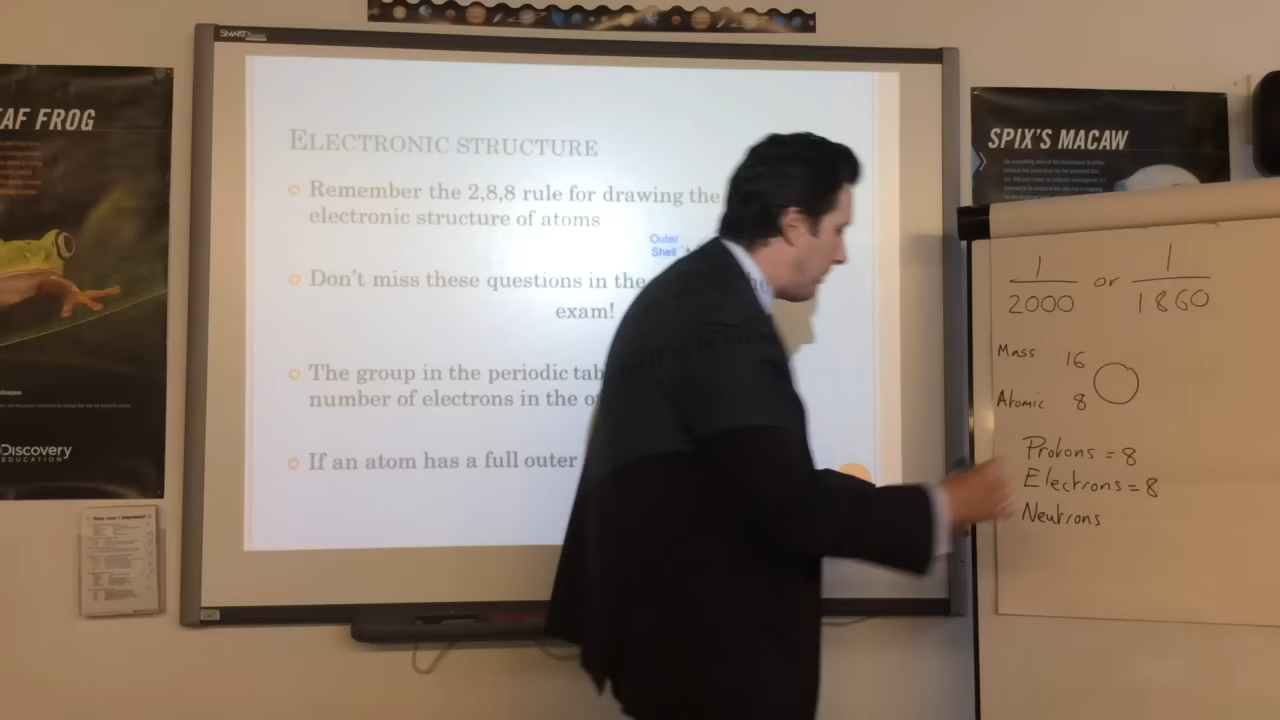 SMART Board
AF FROG
Discovery
EDUCATION
ELECTRONIC STRUCTURE
Remember the 2,8,8 rule for drawing the
electronic structure of atoms
Outer
Shell
Don't miss these questions in the
exam!
The group in the periodic tab
number of electrons in the o
If an atom has a full outer
SPIX'S MACAW
1 or 1
2000 1860
Mass 16
Atomic 8
Protons = 8
Electrons = 8
Neutrons